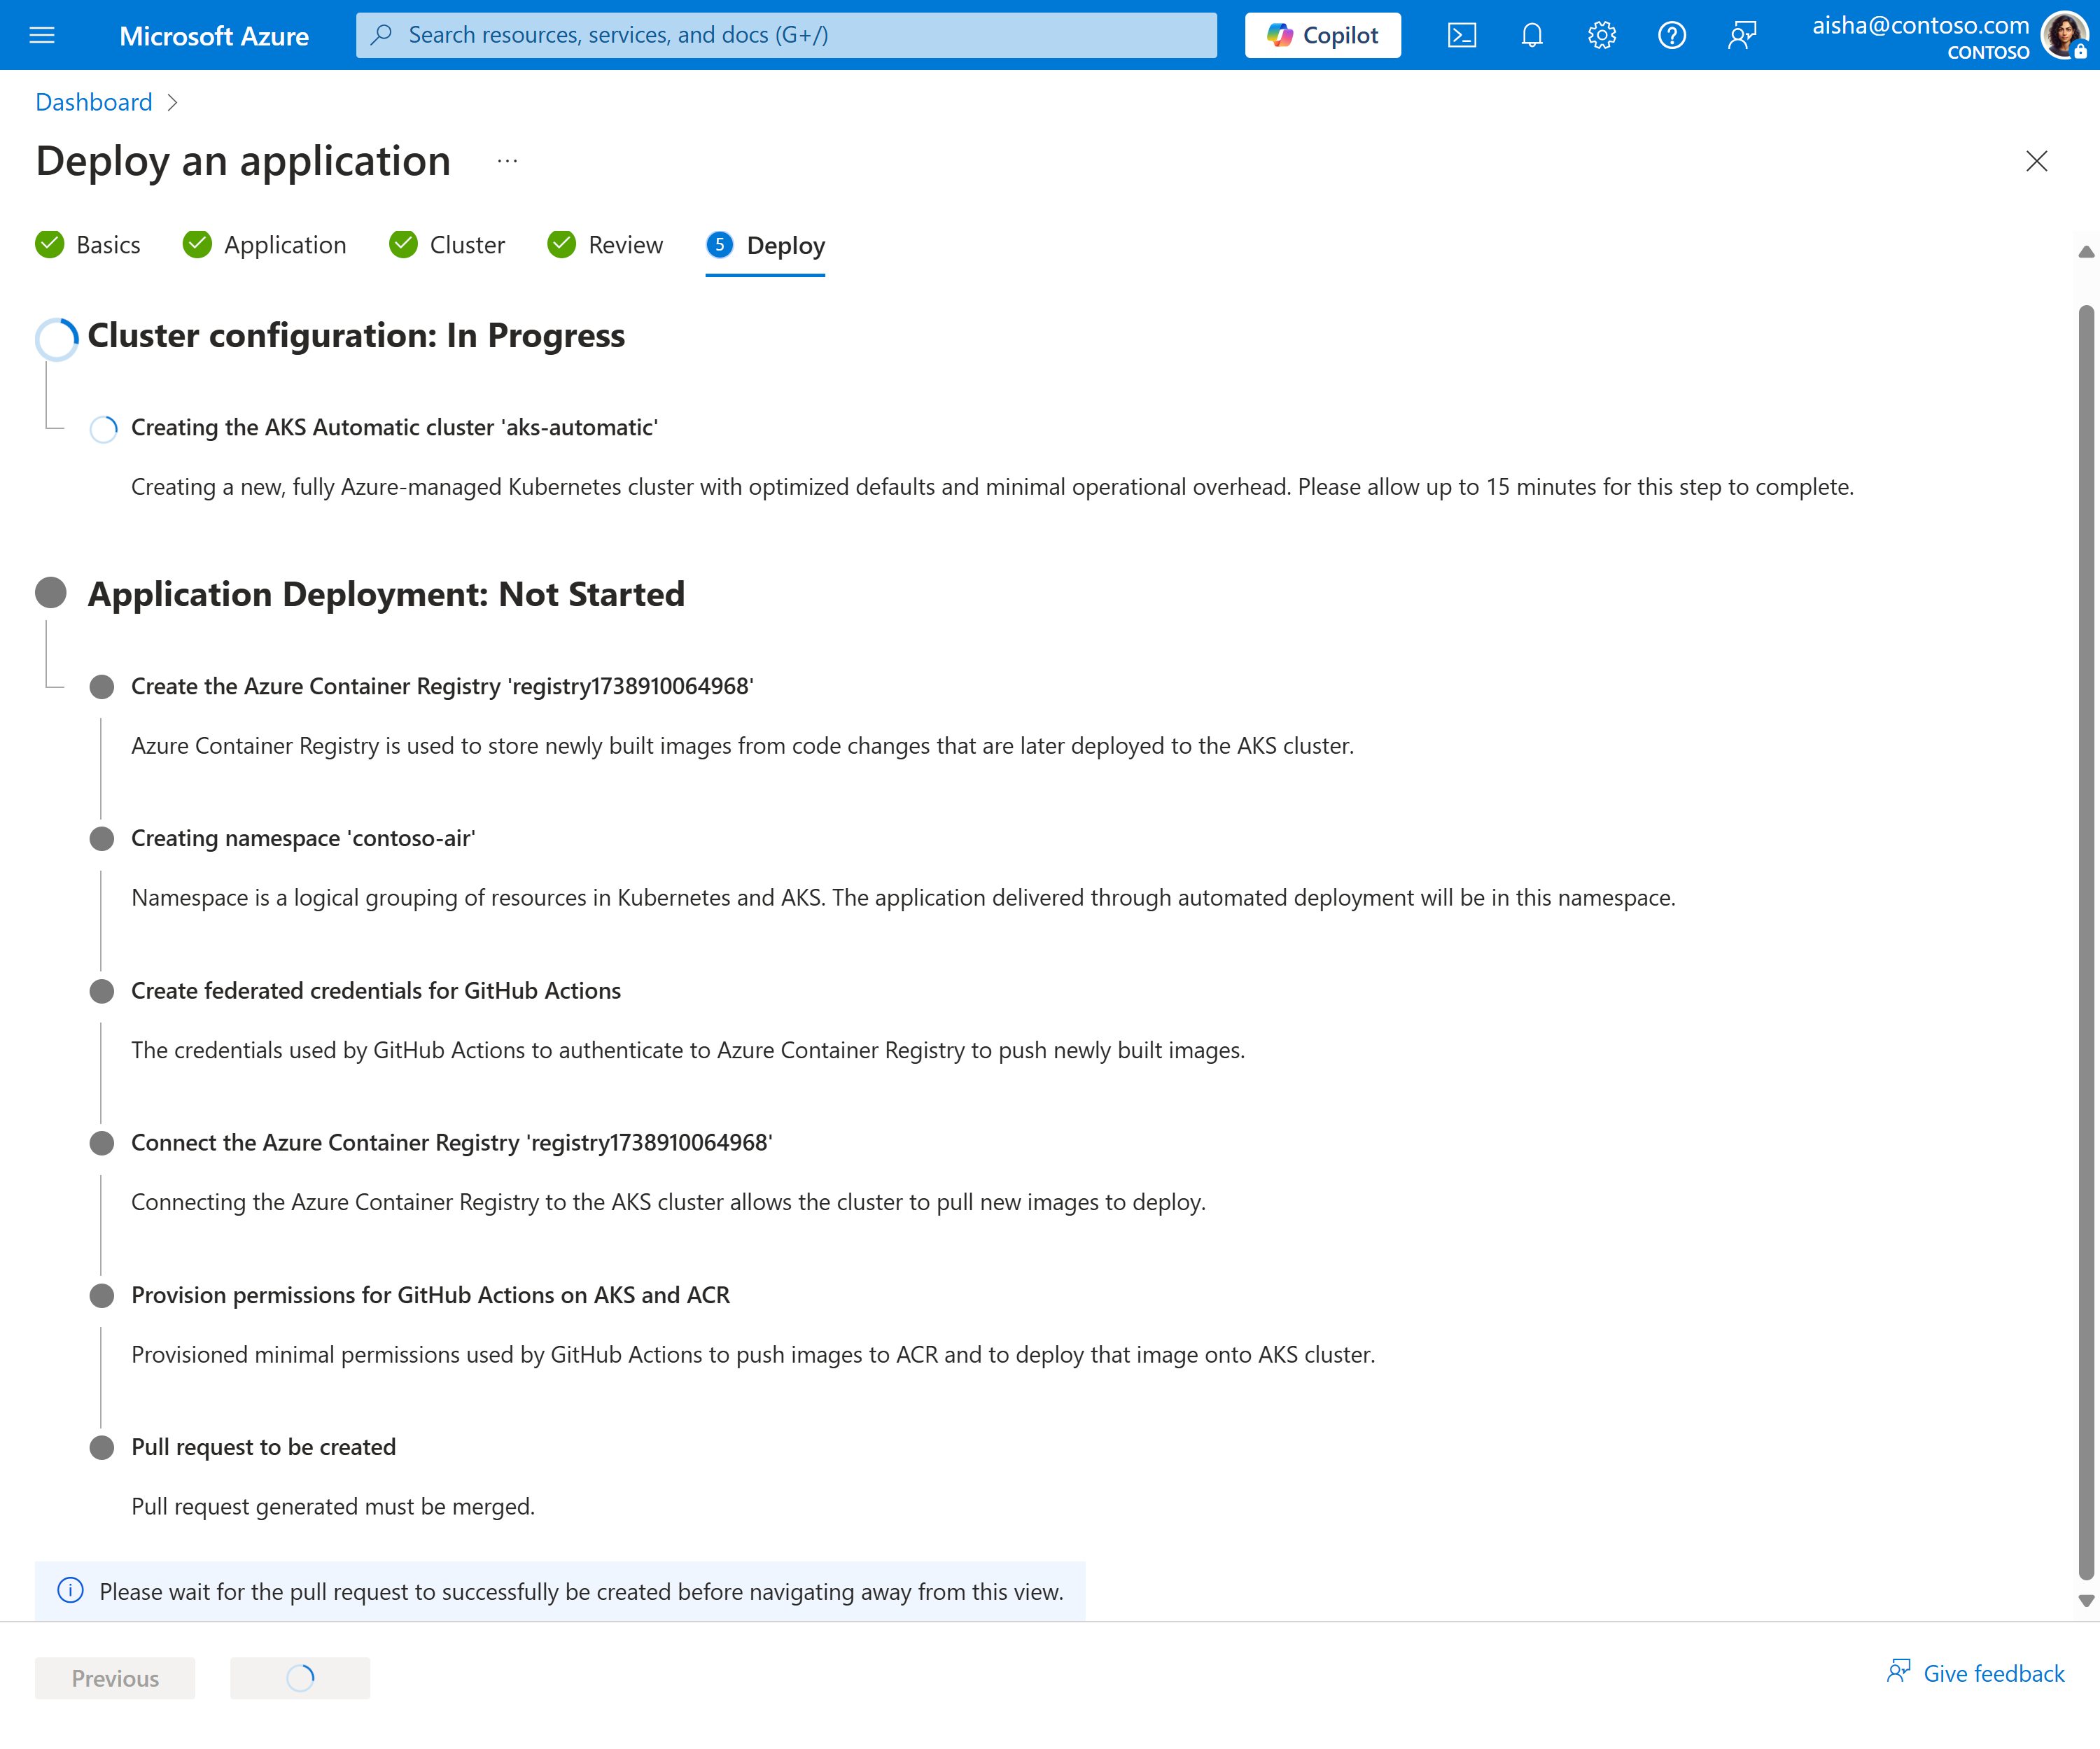 Microsoft Azure
Search resources, services, and docs (G+/)
Copilot
aisha@contoso.com
CONTOSO
Dashboard
Deploy an application
Basics
Application
Cluster
Review
5 Deploy
Cluster configuration: In Progress
Creating the AKS Automatic cluster 'aks-automatic'
Creating a new, fully Azure-managed Kubernetes cluster with optimized defaults and minimal operational overhead. Please allow up to 15 minutes for this step to complete.
Application Deployment: Not Started
Create the Azure Container Registry 'registry1738910064968'
Azure Container Registry is used to store newly built images from code changes that are later deployed to the AKS cluster.
Creating namespace 'contoso-air'
Namespace is a logical grouping of resources in Kubernetes and AKS. The application delivered through automated deployment will be in this namespace.
Create federated credentials for GitHub Actions
The credentials used by GitHub Actions to authenticate to Azure Container Registry to push newly built images.
Connect the Azure Container Registry 'registry1738910064968'
Connecting the Azure Container Registry to the AKS cluster allows the cluster to pull new images to deploy.
Provision permissions for GitHub Actions on AKS and ACR
Provisioned minimal permissions used by GitHub Actions to push images to ACR and to deploy that image onto AKS cluster.
Pull request to be created
Pull request generated must be merged.
Please wait for the pull request to successfully be created before navigating away from this view.
Previous
Give feedback